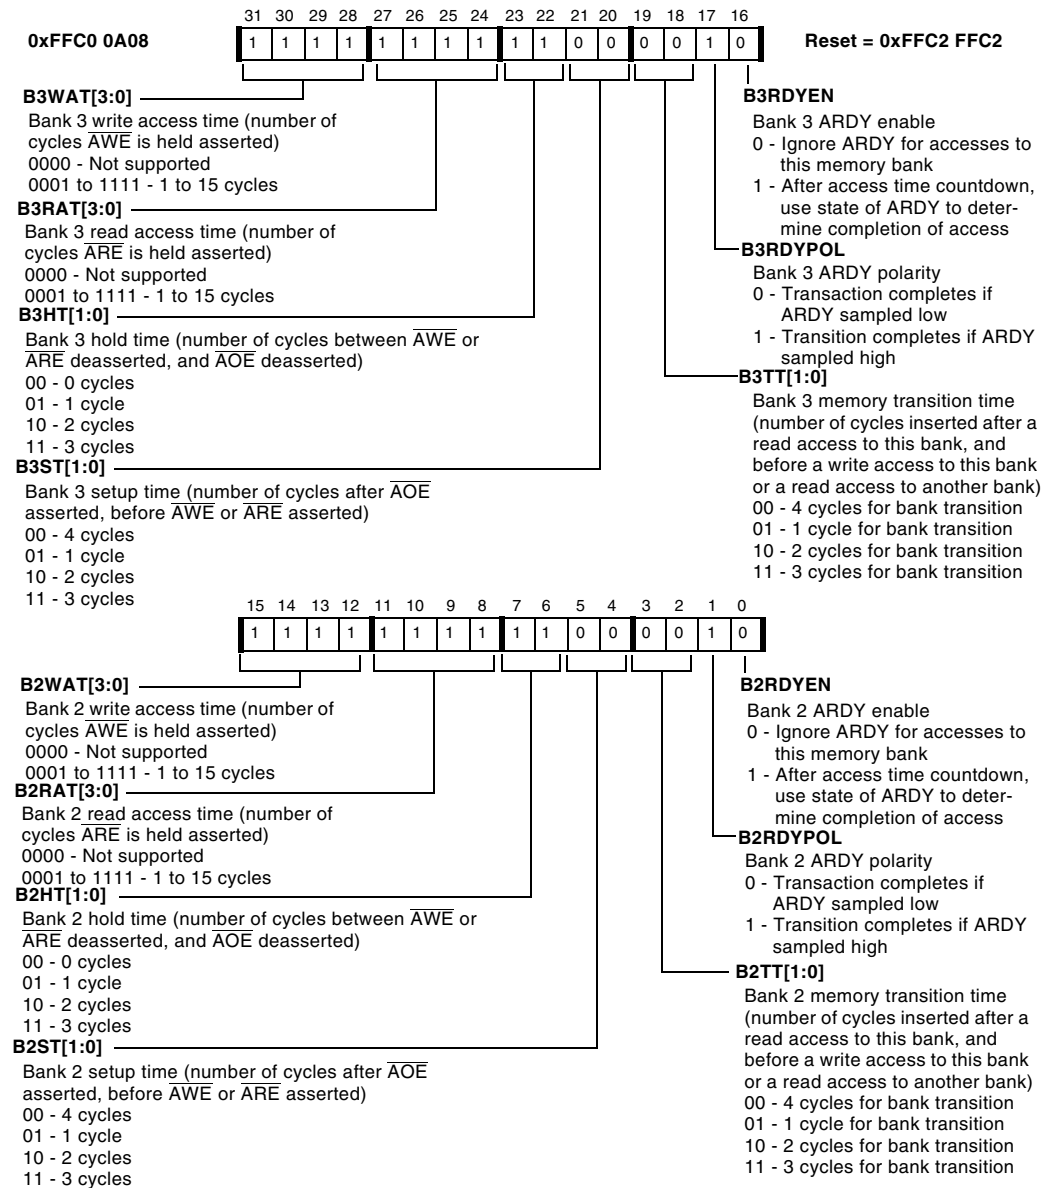 31 30 29 28 27 26 25 24 23 22 21 20 19 18 17 16
0xFFC0 0A08
1 1 1 1 1 1 1 1 1 1 0 0 0 0 1 0
Reset = 0xFFC2 FFC2
B3WAT[3:0]
Bank 3 write access time (number of
cycles AWE is held asserted)
0000 - Not supported
0001 to 1111 - 1 to 15 cycles
B3RAT[3:0]
Bank 3 read access time (number of
cycles ARE is held asserted)
0000 - Not supported
0001 to 1111 - 1 to 15 cycles
B3HT[1:0]
Bank 3 hold time (number of cycles between AWE or
ARE deasserted, and AOE deasserted)
00 - 0 cycles
01 - 1 cycle
10 - 2 cycles
11 - 3 cycles
B3ST[1:0]
Bank 3 setup time (number of cycles after AOE
asserted, before AWE or ARE asserted)
00 - 4 cycles
01 - 1 cycle
10 - 2 cycles
11 - 3 cycles
B3RDYEN
Bank 3 ARDY enable
0 - Ignore ARDY for accesses to
this memory bank
1 - After access time countdown,
use state of ARDY to deter-
mine completion of access
B3RDYPOL
Bank 3 ARDY polarity
0 - Transaction completes if
ARDY sampled low
1 - Transition completes if ARDY
sampled high
B3TT[1:0]
Bank 3 memory transition time
(number of cycles inserted after a
read access to this bank, and
before a write access to this bank
or a read access to another bank)
00 - 4 cycles for bank transition
01 - 1 cycle for bank transition
10 - 2 cycles for bank transition
11 - 3 cycles for bank transition
15 14 13 12 11 10 9 8 7 6 5 4 3 2 1 0
1 1 1 1 1 1 1 1 1 1 0 0 0 0 1 0
B2WAT[3:0]
Bank 2 write access time (number of
cycles AWE is held asserted)
0000 - Not supported
0001 to 1111 - 1 to 15 cycles
B2RAT[3:0]
Bank 2 read access time (number of
cycles ARE is held asserted)
0000 - Not supported
0001 to 1111 - 1 to 15 cycles
B2HT[1:0]
Bank 2 hold time (number of cycles between AWE or
ARE deasserted, and AOE deasserted)
00 - 0 cycles
01 - 1 cycle
10 - 2 cycles
11 - 3 cycles
B2ST[1:0]
Bank 2 setup time (number of cycles after AOE
asserted, before AWE or ARE asserted)
00 - 4 cycles
01 - 1 cycle
10 - 2 cycles
11 - 3 cycles
B2RDYEN
Bank 2 ARDY enable
0 - Ignore ARDY for accesses to
this memory bank
1 - After access time countdown,
use state of ARDY to deter-
mine completion of access
B2RDYPOL
Bank 2 ARDY polarity
0 - Transaction completes if
ARDY sampled low
1 - Transition completes if ARDY
sampled high
B2TT[1:0]
Bank 2 memory transition time
(number of cycles inserted after a
read access to this bank, and
before a write access to this bank
or a read access to another bank)
00 - 4 cycles for bank transition
01 - 1 cycle for bank transition
10 - 2 cycles for bank transition
11 - 3 cycles for bank transition